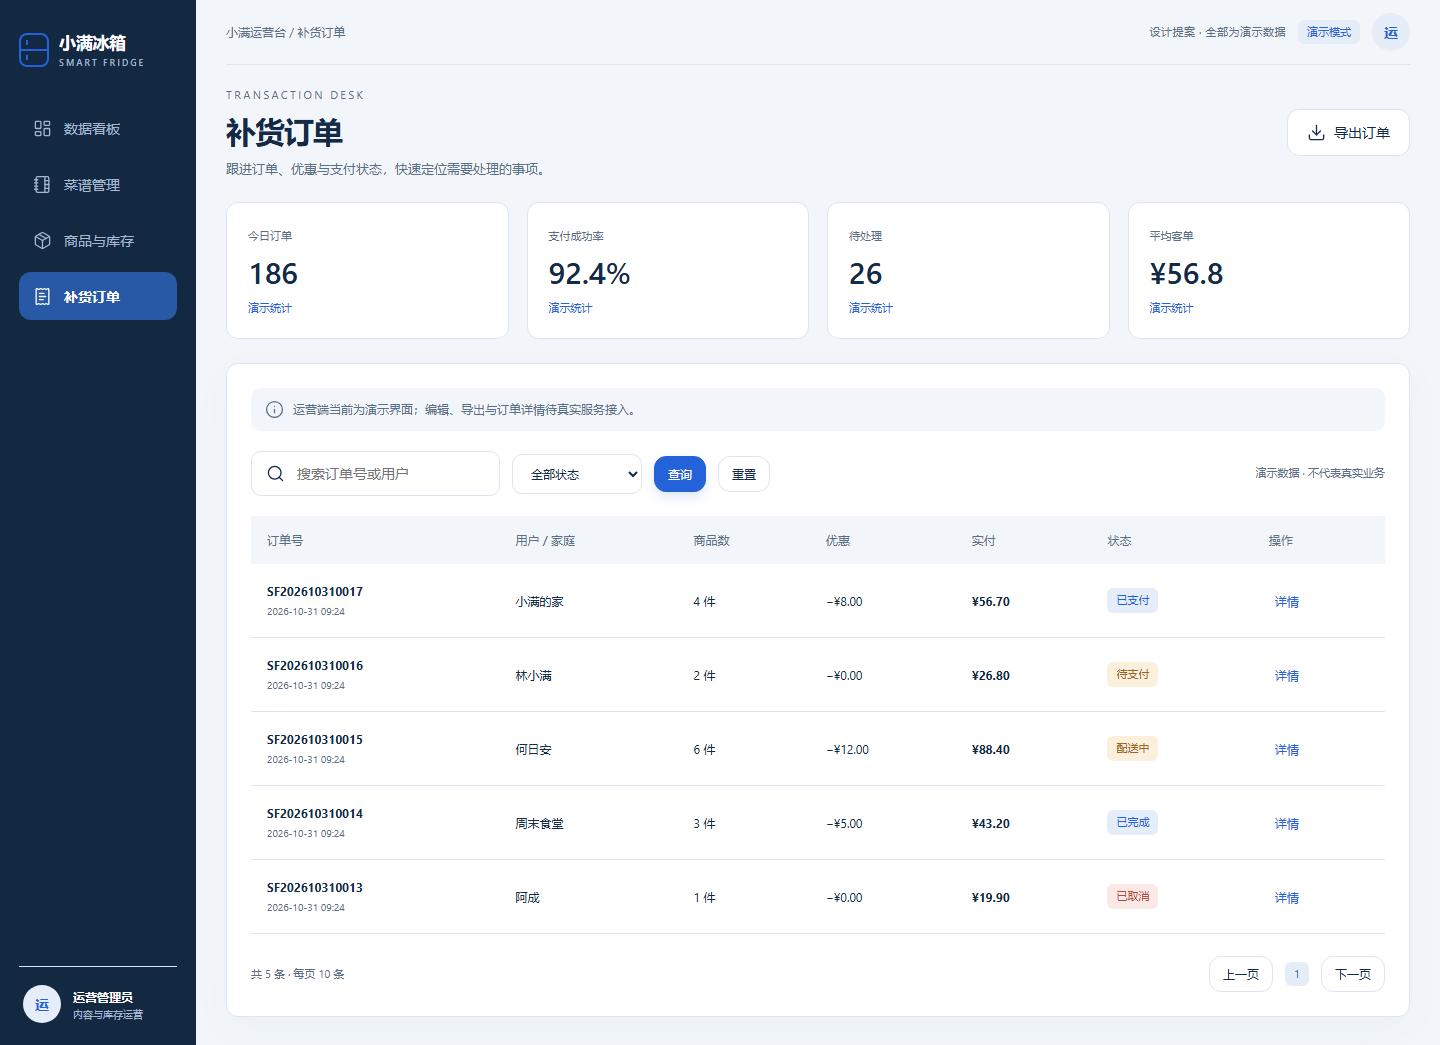 小满冰箱
SMART FRIDGE
数据看板
菜谱管理
商品与库存
补货订单
运
运营管理员
内容与库存运营
小满运营台 / 补货订单
设计提案 · 全部为演示数据
演示模式
运
TRANSACTION DESK
补货订单
跟进订单、优惠与支付状态，快速定位需要处理的事项。
导出订单
今日订单
186
演示统计
支付成功率
92.4%
演示统计
待处理
26
演示统计
平均客单
¥56.8
演示统计
运营端当前为演示界面；编辑、导出与订单详情待真实服务接入。
搜索订单号或用户
全部状态
查询
重置
演示数据 · 不代表真实业务
订单号 用户 / 家庭 商品数 优惠 实付 状态 操作
SF202610310017 小满的家 4 件 −¥8.00 ¥56.70 已支付 详情
2026-10-31 09:24
SF202610310016 林小满 2 件 −¥0.00 ¥26.80 待支付 详情
2026-10-31 09:24
SF202610310015 何日安 6 件 −¥12.00 ¥88.40 配送中 详情
2026-10-31 09:24
SF202610310014 周末食堂 3 件 −¥5.00 ¥43.20 已完成 详情
2026-10-31 09:24
SF202610310013 阿成 1 件 −¥0.00 ¥19.90 已取消 详情
2026-10-31 09:24
共 5 条 · 每页 10 条
上一页 1 下一页